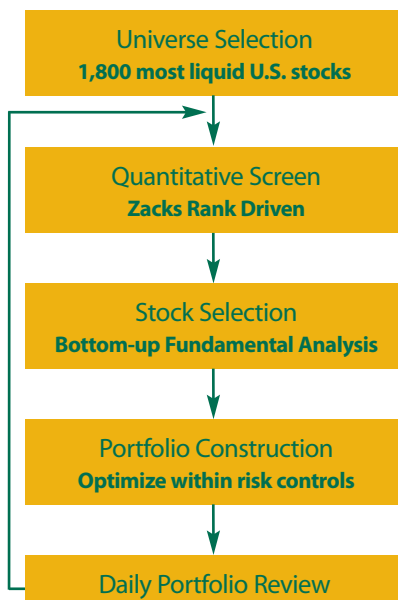 Universe Selection
1,800 most liquid U.S. stocks
Quantitative Screen
Zacks Rank Driven
Stock Selection
Bottom-up Fundamental Analysis
Portfolio Construction
Optimize within risk controls
Daily Portfolio Review